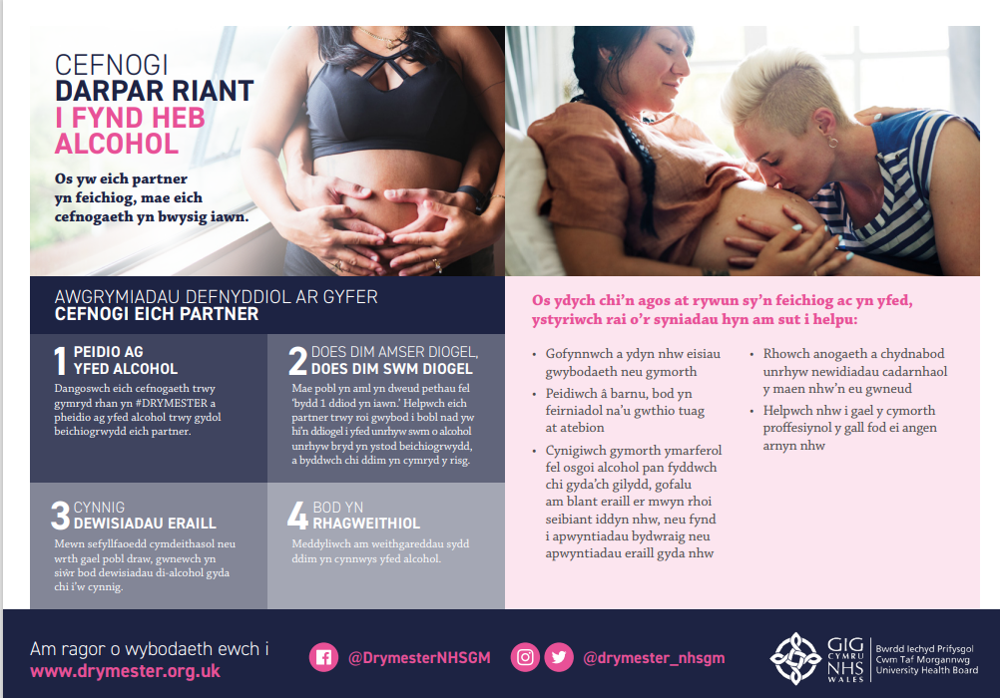 CEFNOGI
DARPAR RIANT
I FYND HEB
ALCOHOL
Os yw eich partner
yn feichiog, mae eich
cefnogaeth yn bwysig iawn.
AWGRYMIADAU DEFNYDDIOL AR GYFER
CEFNOGI EICH PARTNER
1 PEIDIO AG
YFED ALCOHOL
Dangoswch eich cefnogaeth trwy
gymryd rhan yn #DRYMESTER a
pheidio ag yfed alcohol trwy gydol
beichiogrwydd eich partner.
2 DOES DIM AMSER DIOGEL,
DOES DIM SWM DIOGEL
Mae pobl yn aml yn dweud pethau fel
‘bydd 1 ddiod yn iawn.’ Helpwch eich
partner trwy roi gwybod i bobl nad yw
hi’n ddiogel i yfed unrhyw swm o alcohol
unrhyw bryd yn ystod beichiogrwydd,
a byddwch chi ddim yn cymryd y risg.
3 CYNNIG
DEWISIADAU ERAILL
Mewn sefyllfaoedd cymdeithasol neu
wrth gael pobl draw, gwnewch yn
siŵr bod dewisiadau di-alcohol gyda
chi i’w cynnig.
4 BOD YN
RHAGWEITHIOL
Meddyliwch am weithgareddau sydd
ddim yn cynnwys yfed alcohol.
Os ydych chi’n agos at rywun sy’n feichiog ac yn yfed,
ystyriwch rai o’r syniadau hyn am sut i helpu:
• Gofynnwch a ydyn nhw eisiau
gwybodaeth neu gymorth
• Peidiwch â barnu, bod yn
feirniadol na’u gwthio tuag
at atebion
• Cynigiwch gymorth ymarferol
fel osgoi alcohol pan fyddwch
chi gyda’ch gilydd, gofalu
am blant eraill er mwyn rhoi
seibiant iddyn nhw, neu fynd
i apwyntiadau bydwraig neu
apwyntiadau eraill gyda nhw
• Rhowch anogaeth a chydnabod
unrhyw newidiadau cadarnhaol
y maen nhw’n eu gwneud
• Helpwch nhw i gael y cymorth
proffesiynol y gall fod ei angen
arnyn nhw
Am ragor o wybodaeth ewch i
www.drymester.org.uk
@DrymesterNHSGM
@drymester_nhsgm
GIG
CYMRU
NHS
WALES
Bwrdd Iechyd Prifysgol
Cwm Taf Morgannwg
University Health Board